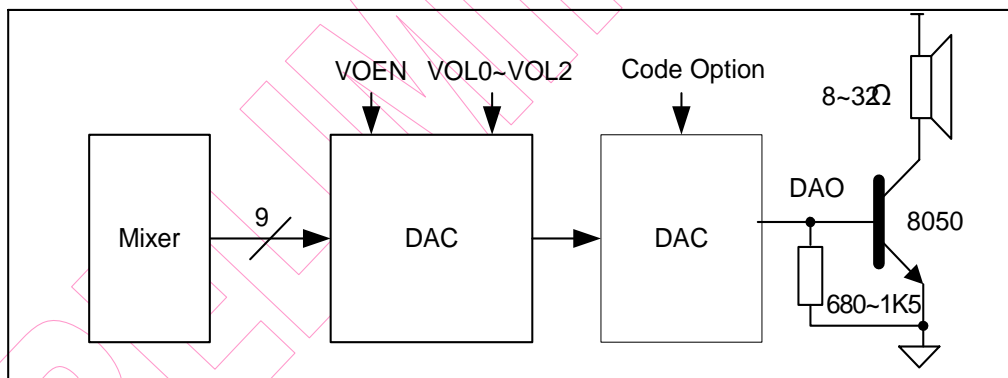 VOEN
VOL0~VOL2
Code Option
8~32Ω
Mixer
9
DAC
DAC
DAO
8050
680~1K5